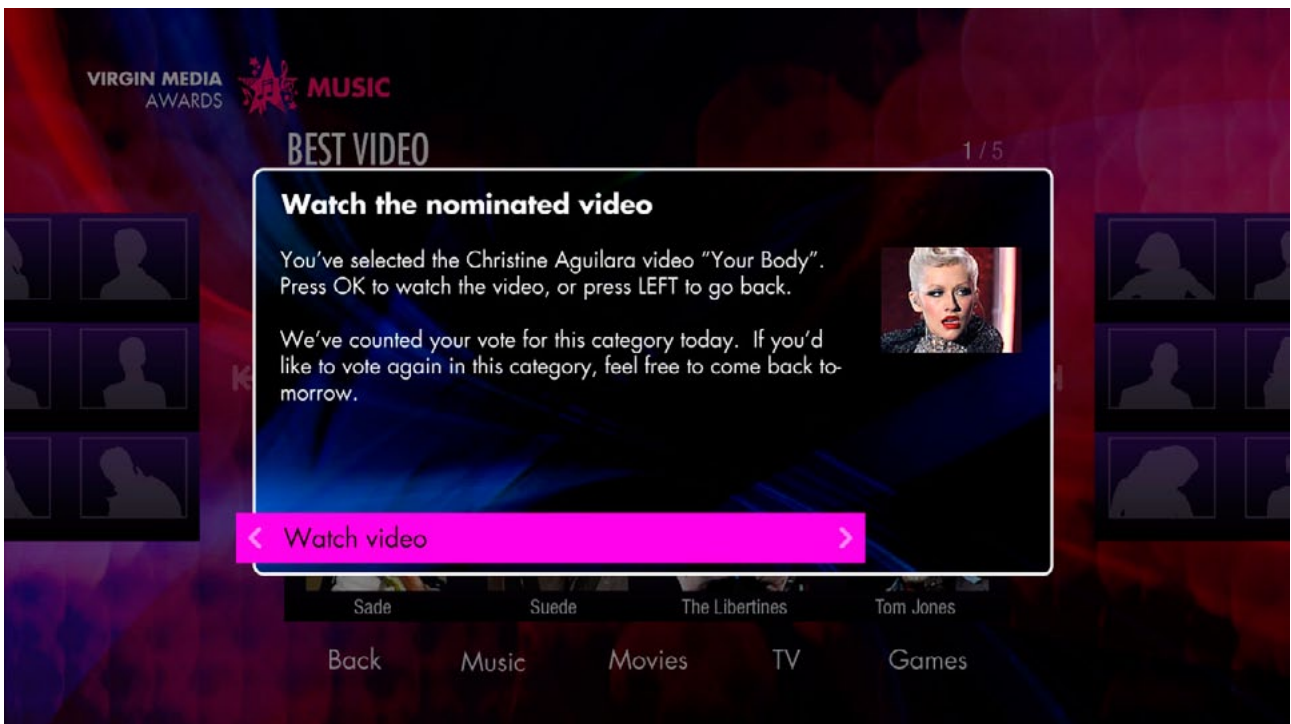 VIRGIN MEDIA
AWARDS
MUSIC
BEST VIDEO
1 / 5
Watch the nominated video
You've selected the Christine Aguilara video "Your Body".
Press OK to watch the video, or press LEFT to go back.
We've counted your vote for this category today.  If you'd
like to vote again in this category, feel free to come back to-
morrow.
Watch video
Sade
Suede
The Libertines
Tom Jones
Back
Music
Movies
TV
Games